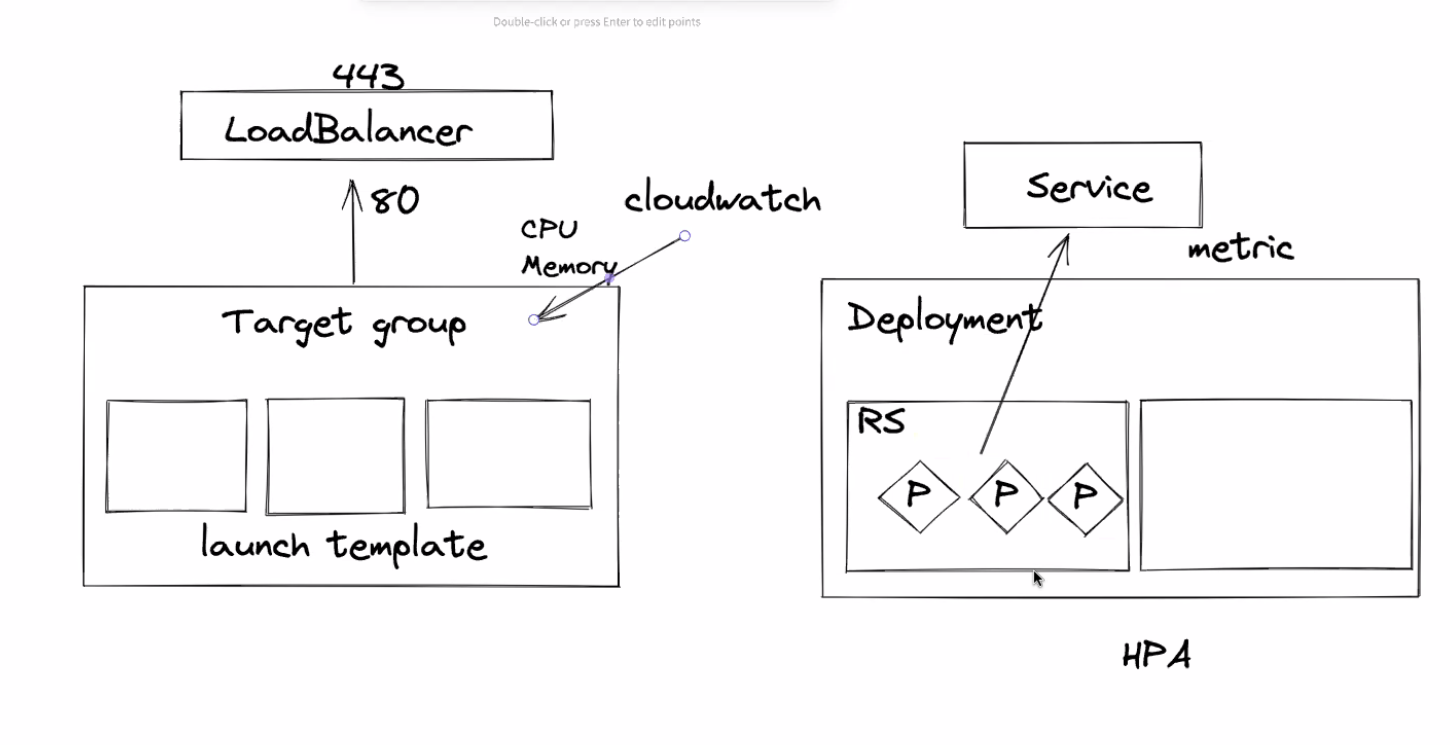 Double-click or press Enter to edit points
443
LoadBalancer
80
cloudwatch
CPU
Memory
Target group
launch template
Service
metric
Deployment
RS
P P P
HPA